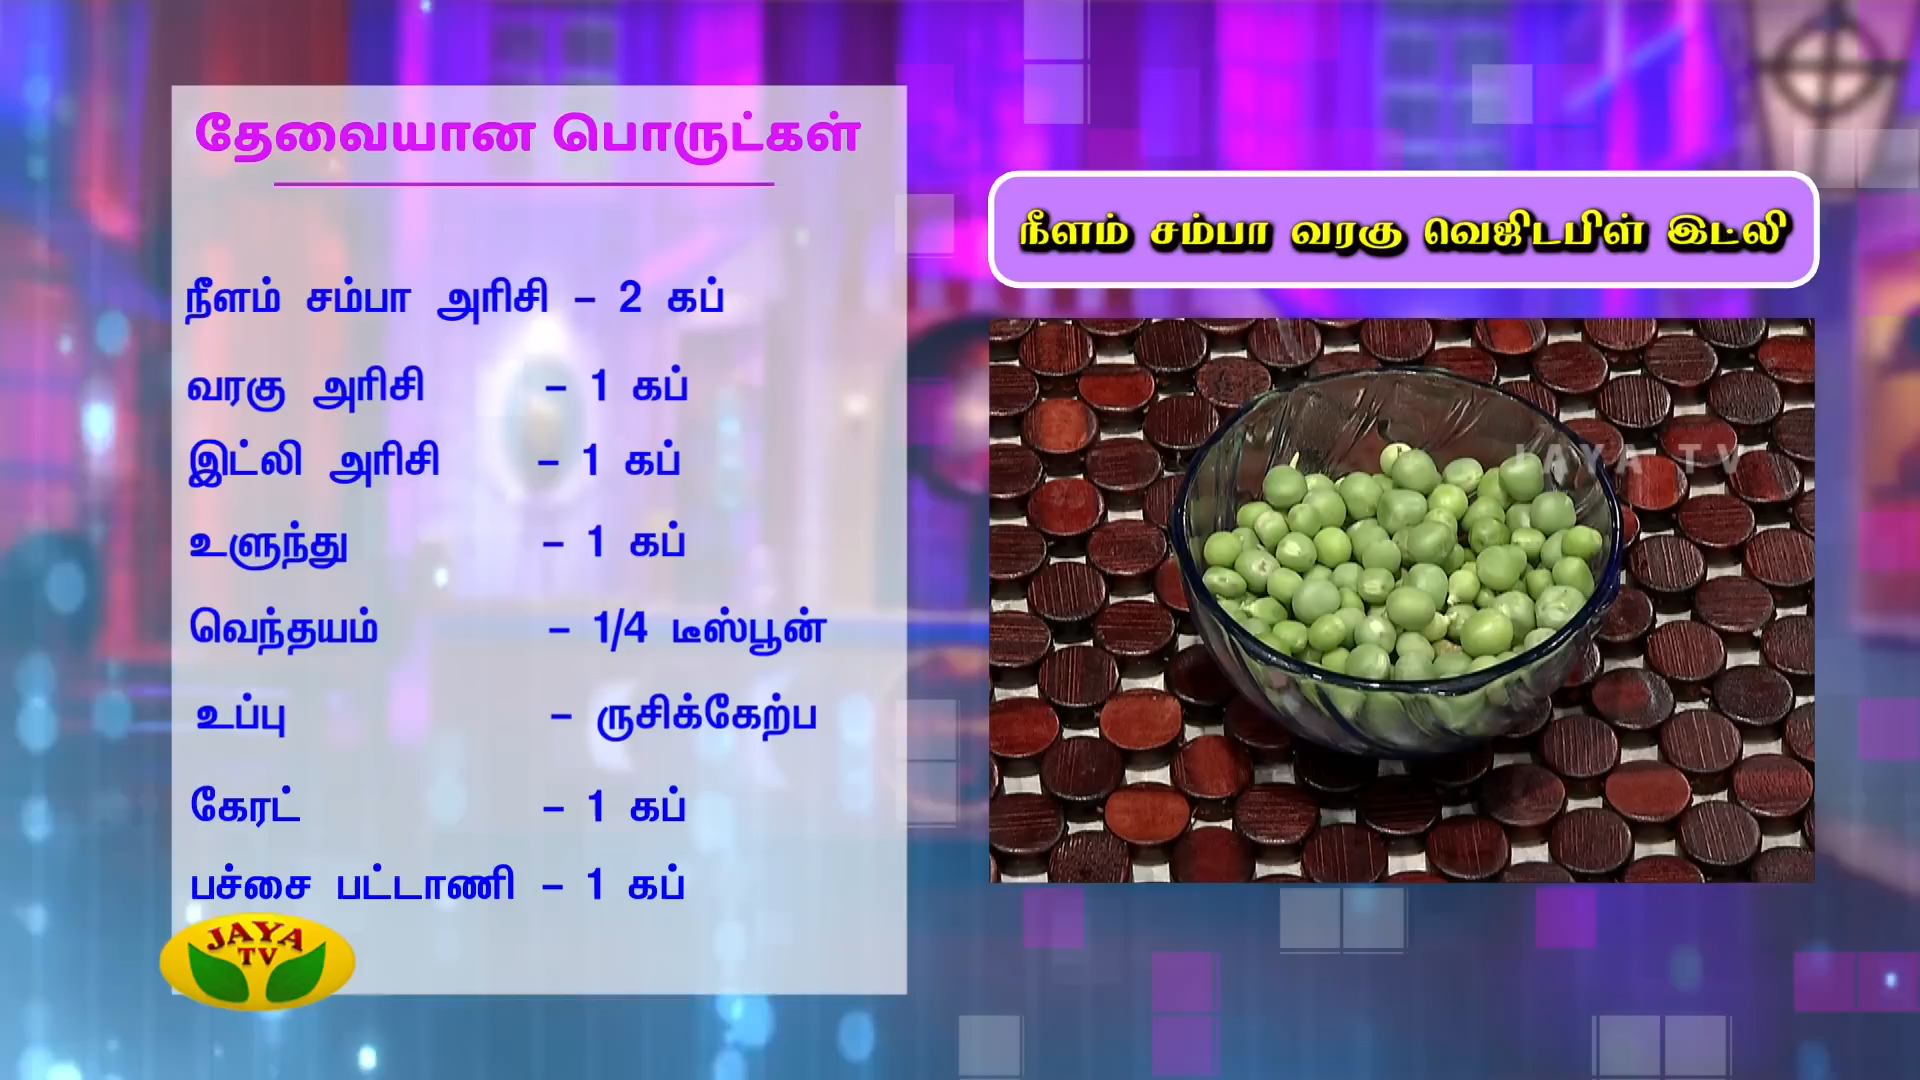 தேவையான பொருட்கள்
நீளம் சம்பா அரிசி – 2 கப்
வரகு அரிசி – 1 கப்
இட்லி அரிசி – 1 கப்
உளுந்து – 1 கப்
வெந்தயம் – 1/4 டீஸ்பூன்
உப்பு – ருசிக்கேற்ப
கேரட் – 1 கப்
பச்சை பட்டாணி – 1 கப்
JAYA
TV
நீளம் சம்பா வரகு வெஜிடபிள் இட்லி
JAYA TV